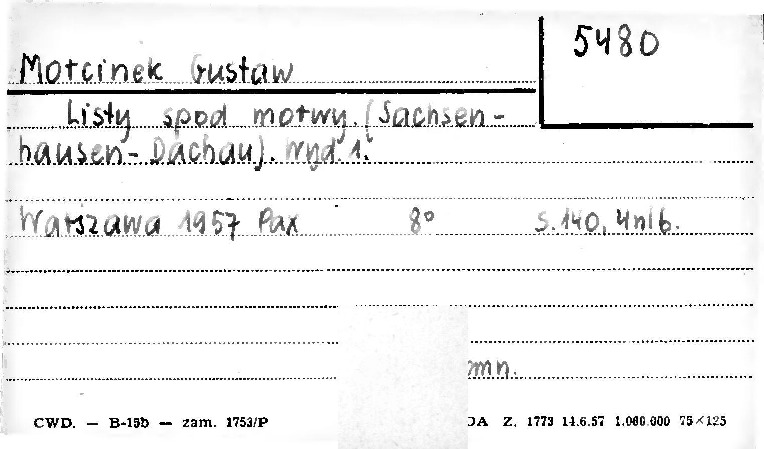 5480
Morcinek Gustaw
Listy spod morwy. (Sachsen-
hausen-Dachau). Wyd. 1.
Warszawa 1957 Pax 8° S.140, 4nlb.
mn.
CWD. — B-15b — zam. 1753/P DA Z. 1773 14.6.57 1.000.000 75×125